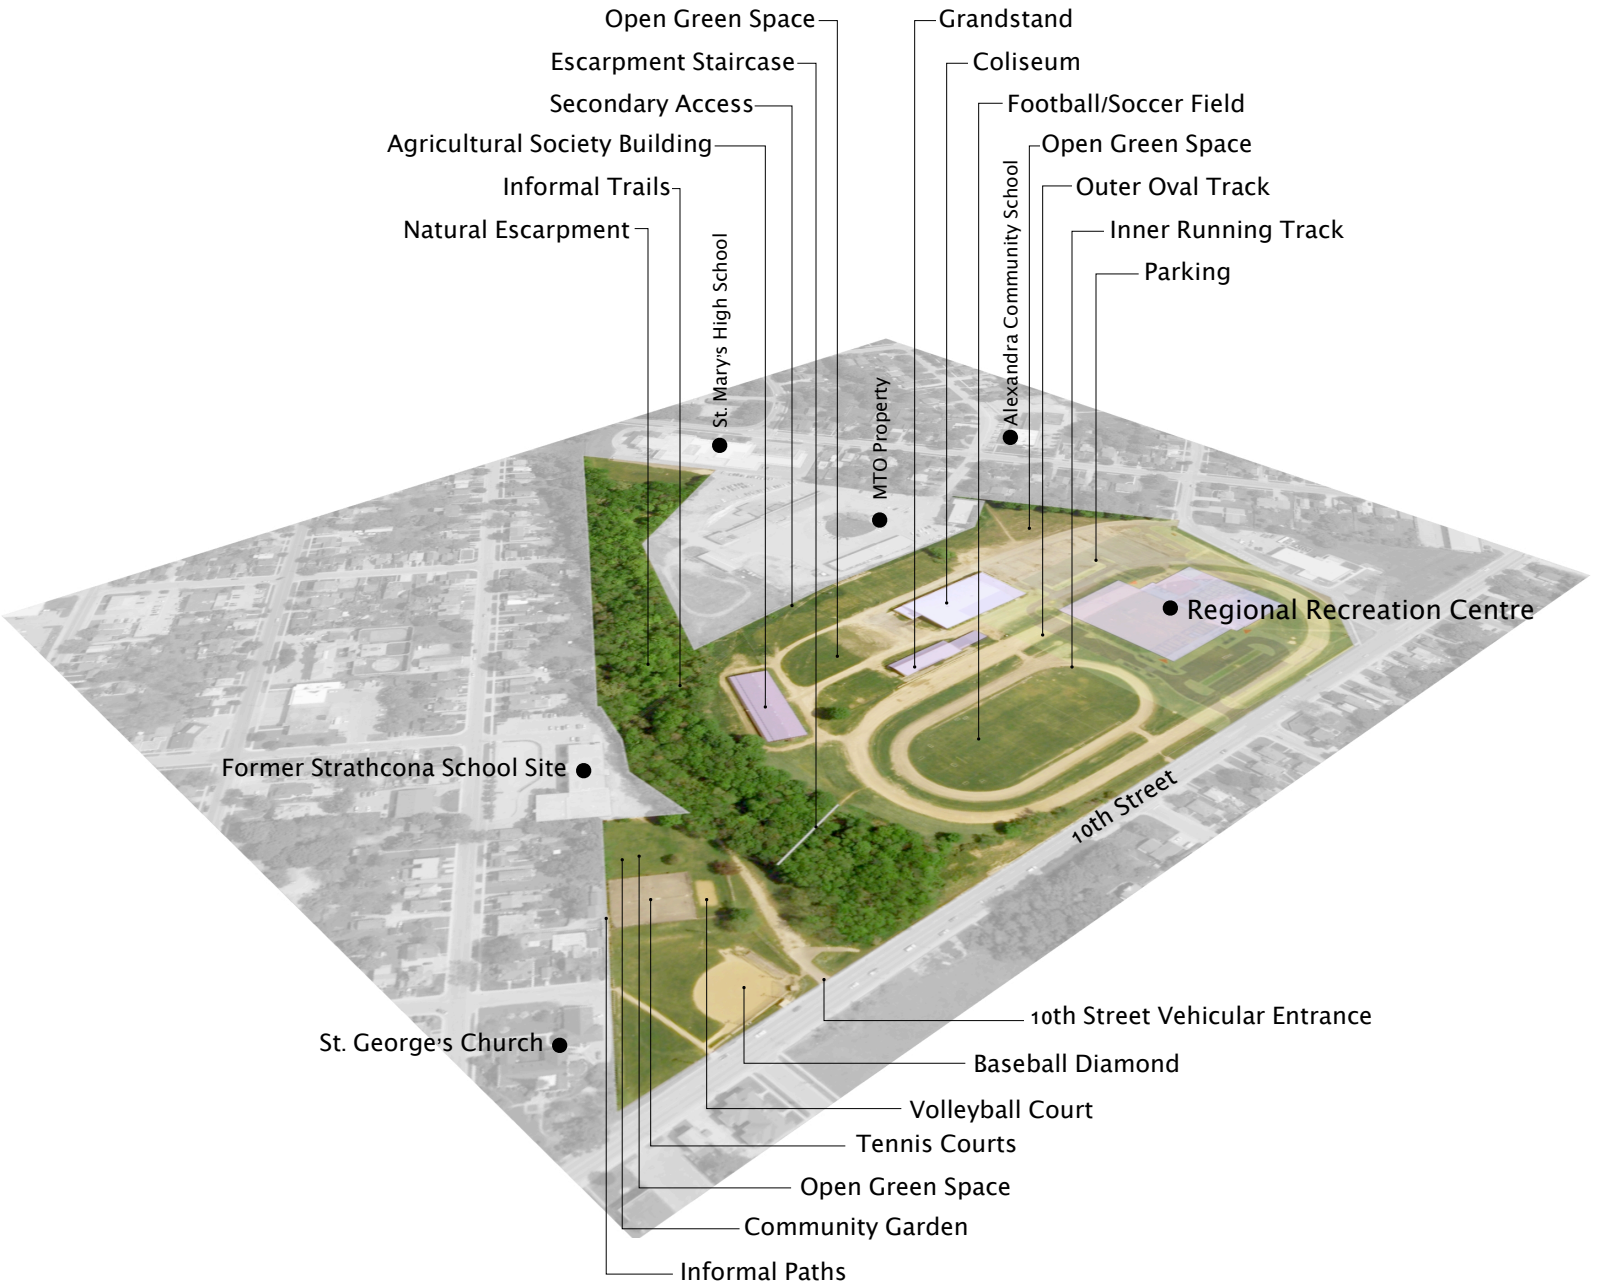 Open Green Space
Grandstand
Escarpment Staircase
Coliseum
Secondary Access
Football/Soccer Field
Agricultural Society Building
Open Green Space
Informal Trails
Outer Oval Track
Natural Escarpment
Inner Running Track
Parking
St. Mary's High School
Alexandra Community School
MTO Property
Regional Recreation Centre
Former Strathcona School Site
10th Street
10th Street Vehicular Entrance
St. George's Church
Baseball Diamond
Volleyball Court
Tennis Courts
Open Green Space
Community Garden
Informal Paths